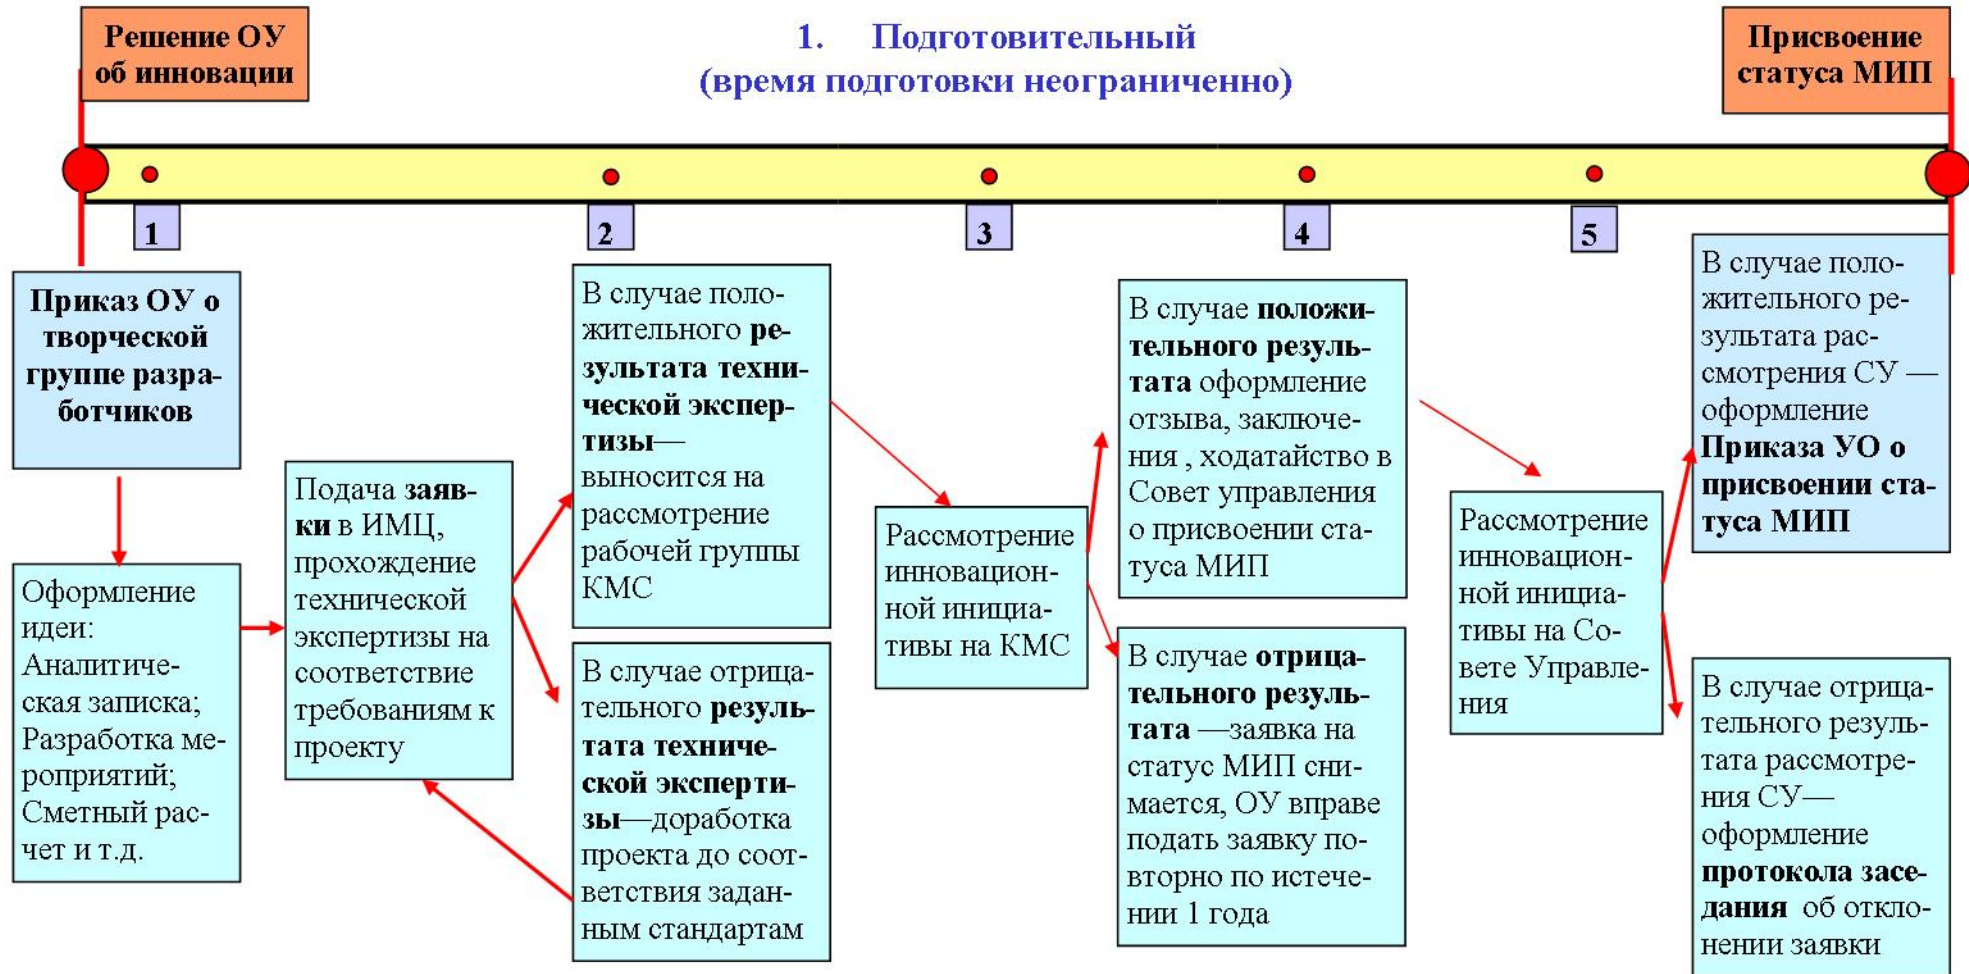 Решение ОУ
об инновации
1. Подготовительный
(время подготовки неограниченно)
Присвоение
статуса МИП
1
2
3
4
5
Приказ ОУ о
творческой
группе разра-
ботчиков
Оформление
идеи:
Аналитиче-
ская записка;
Разработка ме-
роприятий;
Сметный рас-
чет и т.д.
Подача заяв-
ки в ИМЦ,
прохождение
технической
экспертизы на
соответствие
требованиям к
проекту
В случае поло-
жительного ре-
зультата техни-
ческой экспер-
тизы—
выносится на
рассмотрение
рабочей группы
КМС
В случае отрица-
тельного резуль-
тата техниче-
ской эксперти-
зы—доработка
проекта до соот-
ветствия задан-
ным стандартам
Рассмотрение
инновацион-
ной инициа-
тивы на КМС
В случае положи-
тельного резуль-
тата оформление
отзыва, заключе-
ния , ходатайство в
Совет управления
о присвоении ста-
туса МИП
В случае отрица-
тельного резуль-
тата —заявка на
статус МИП сни-
мается, ОУ вправе
подать заявку по-
вторно по истече-
нии 1 года
Рассмотрение
инновацион-
ной инициа-
тивы на Со-
вете Управле-
ния
В случае поло-
жительного ре-
зультата рас-
смотрения СУ —
оформление
Приказа УО о
присвоении ста-
туса МИП
В случае отрица-
тельного резуль-
тата рассмотре-
ния СУ—
оформление
протокола засе-
дания об откло-
нении заявки